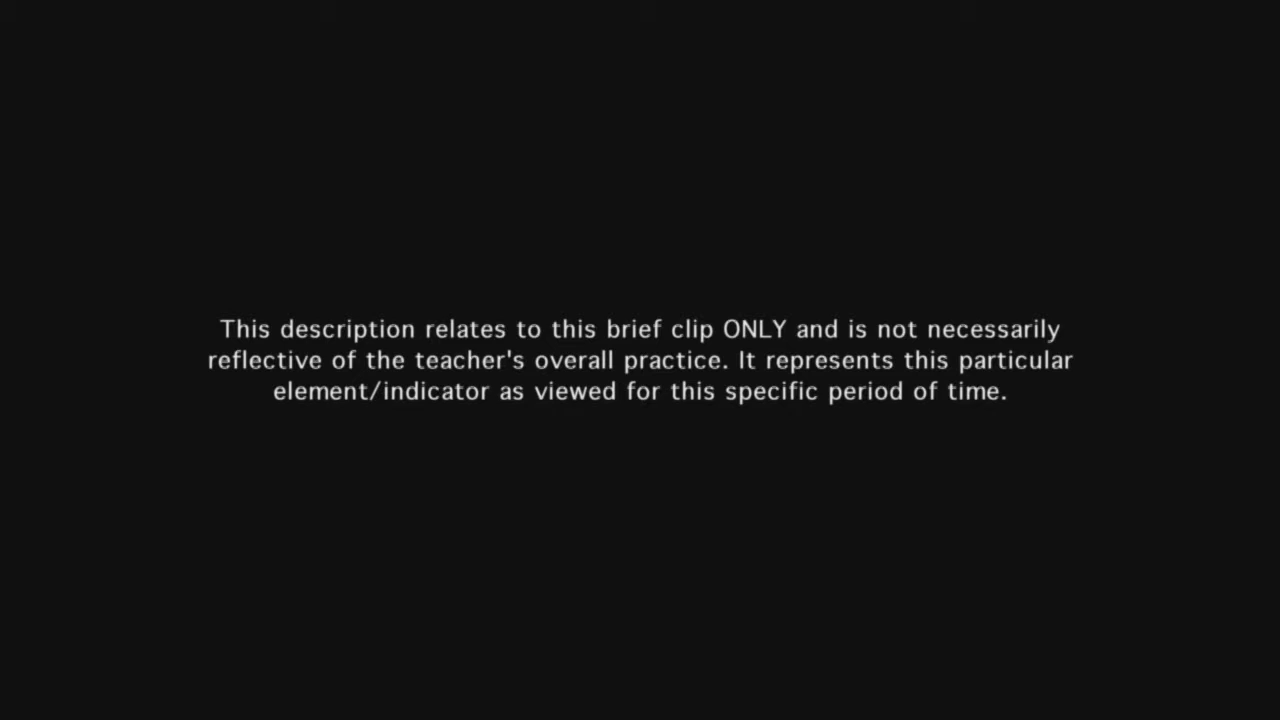 This description relates to this brief clip ONLY and is not necessarily
reflective of the teacher's overall practice. It represents this particular
element/indicator as viewed for this specific period of time.